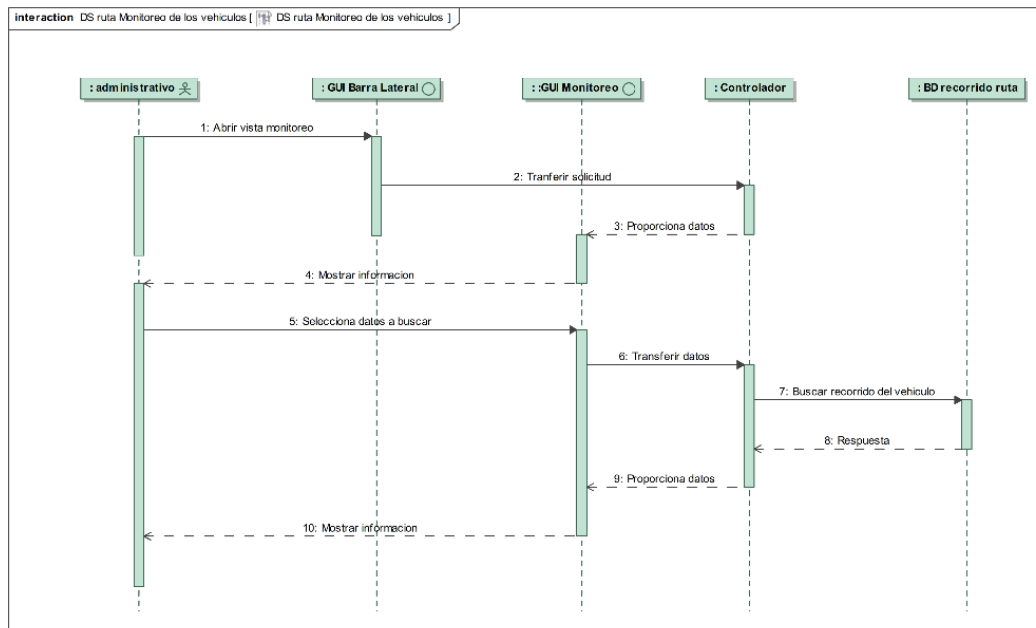 interaction DS ruta Monitoreo de los vehiculos [ DS ruta Monitoreo de los vehiculos ]
: administrativo
: GUI Barra Lateral
: :GUI Monitoreo
: Controlador
: BD recorrido ruta
1: Abrir vista monitoreo
2: Tranferir solicitud
3: Proporciona datos
4: Mostrar informacion
5: Selecciona datos a buscar
6: Transferir datos
7: Buscar recorrido del vehiculo
8: Respuesta
9: Proporciona datos
10: Mostrar informacion